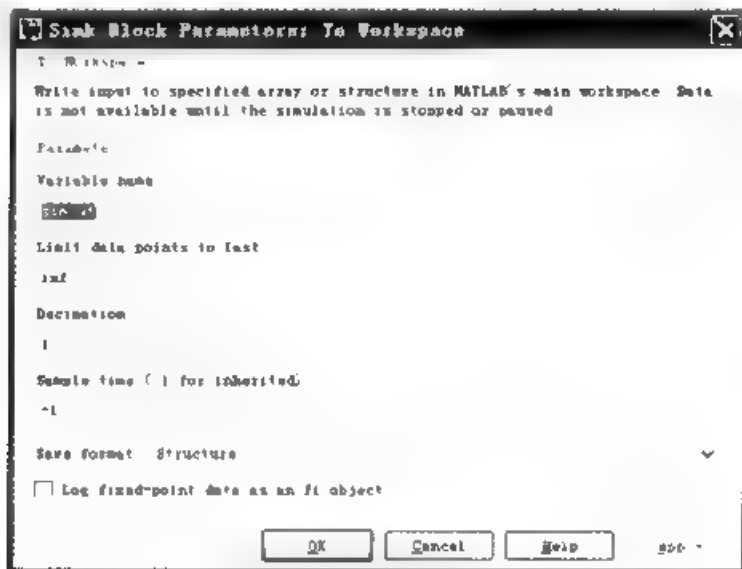 Sink Block Parameters: To Workspace
Write input to specified array or structure in MATLAB's main workspace Data
is not available until the simulation is stopped or paused
Variable name
Limit data points to last
inf
Decimation
1
Sample time ( 1 for inherited)
-1
Save format Structure
Log fixed-point data as an fi object
OK Cancel Help